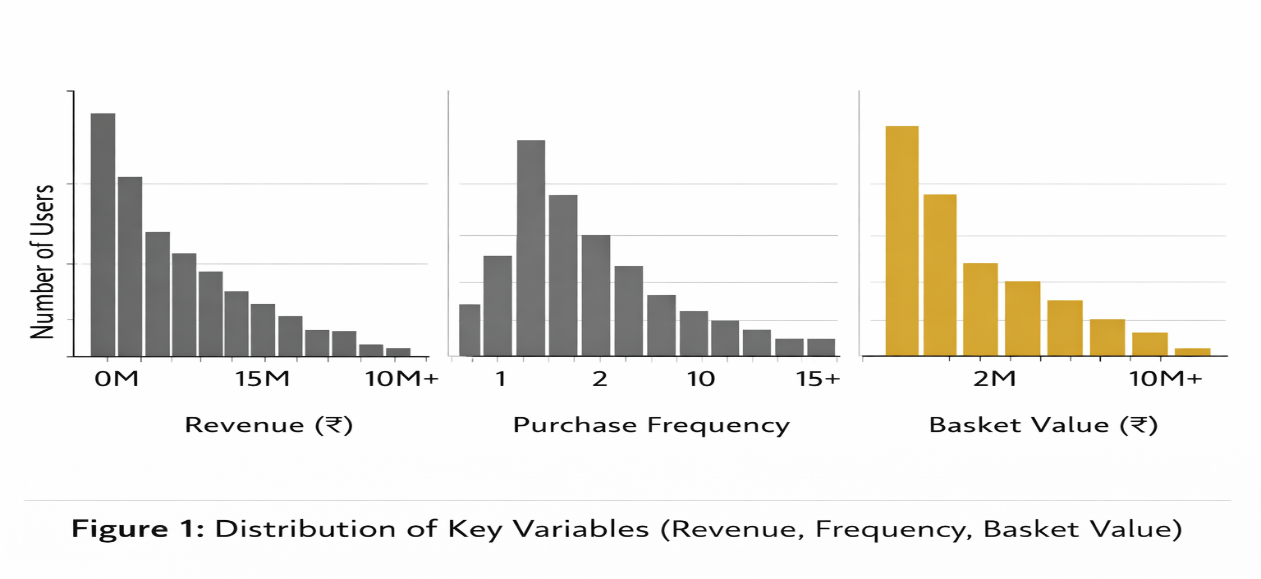 Number of Users
0M 15M 10M+
Revenue (₹)
1 2 10 15+
Purchase Frequency
2M 10M+
Basket Value (₹)
Figure 1: Distribution of Key Variables (Revenue, Frequency, Basket Value)